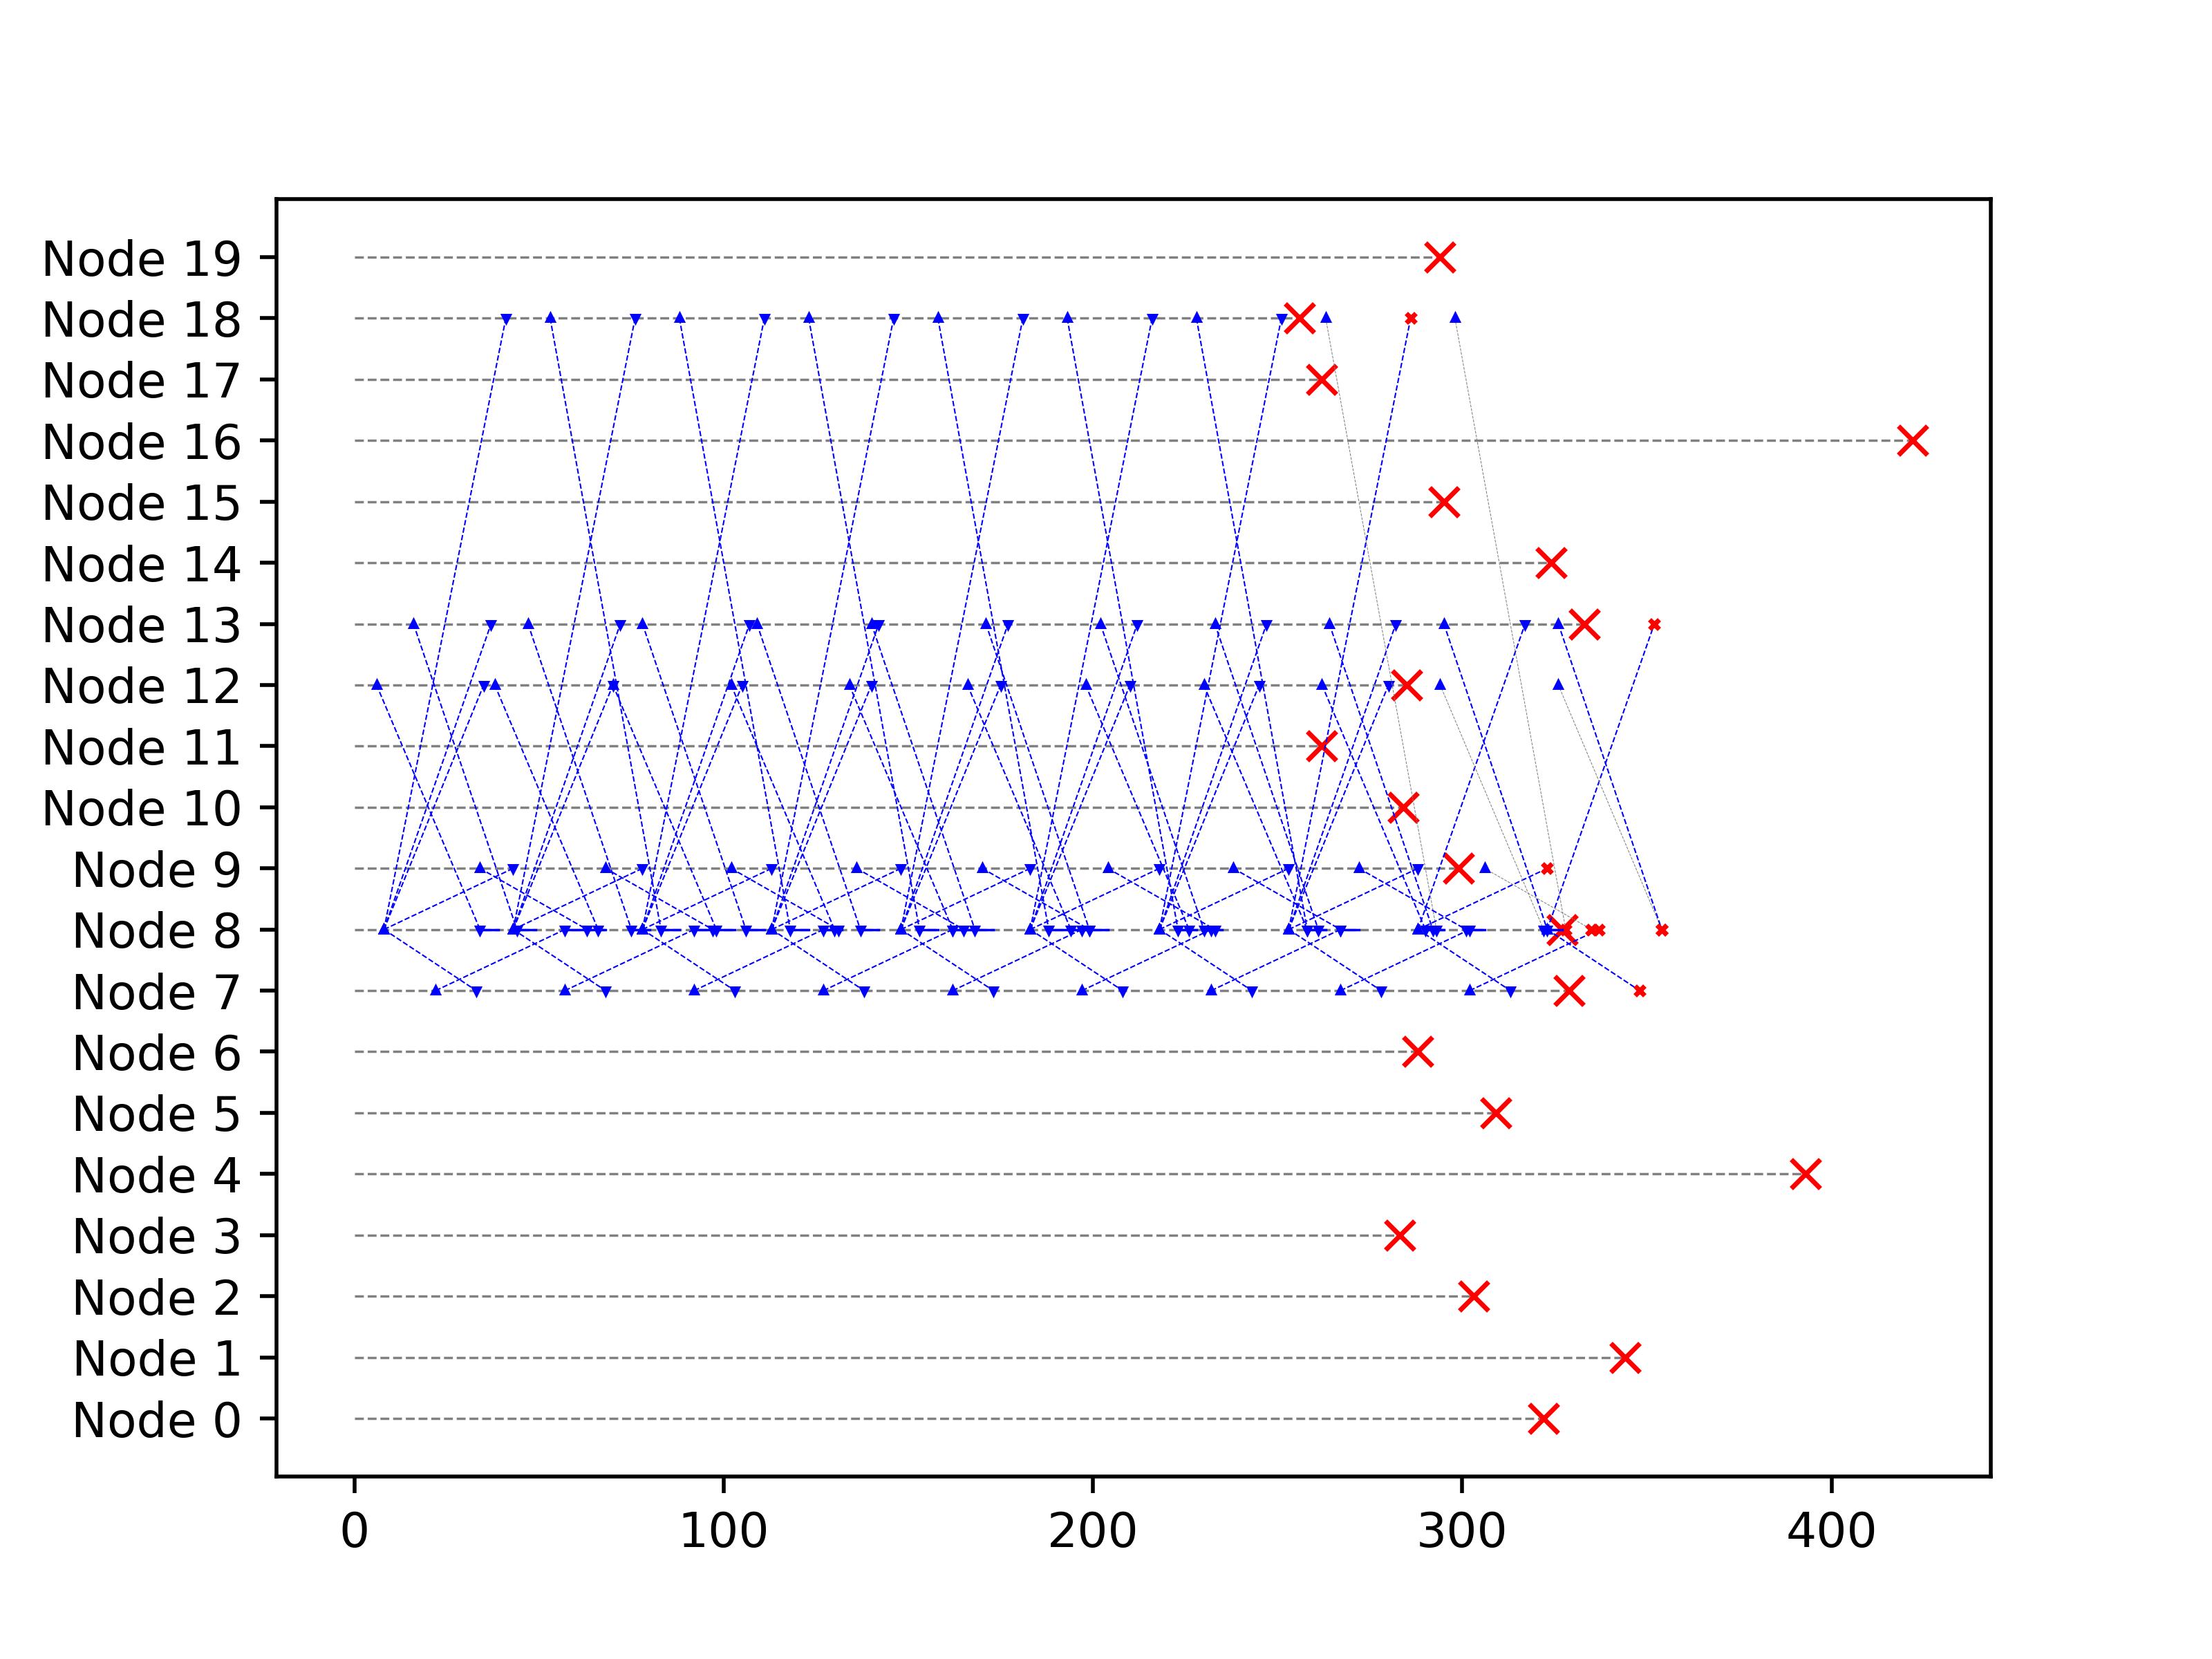 Node 19
Node 18
Node 17
Node 16
Node 15
Node 14
Node 13
Node 12
Node 11
Node 10
Node 9
Node 8
Node 7
Node 6
Node 5
Node 4
Node 3
Node 2
Node 1
Node 0
0 100 200 300 400